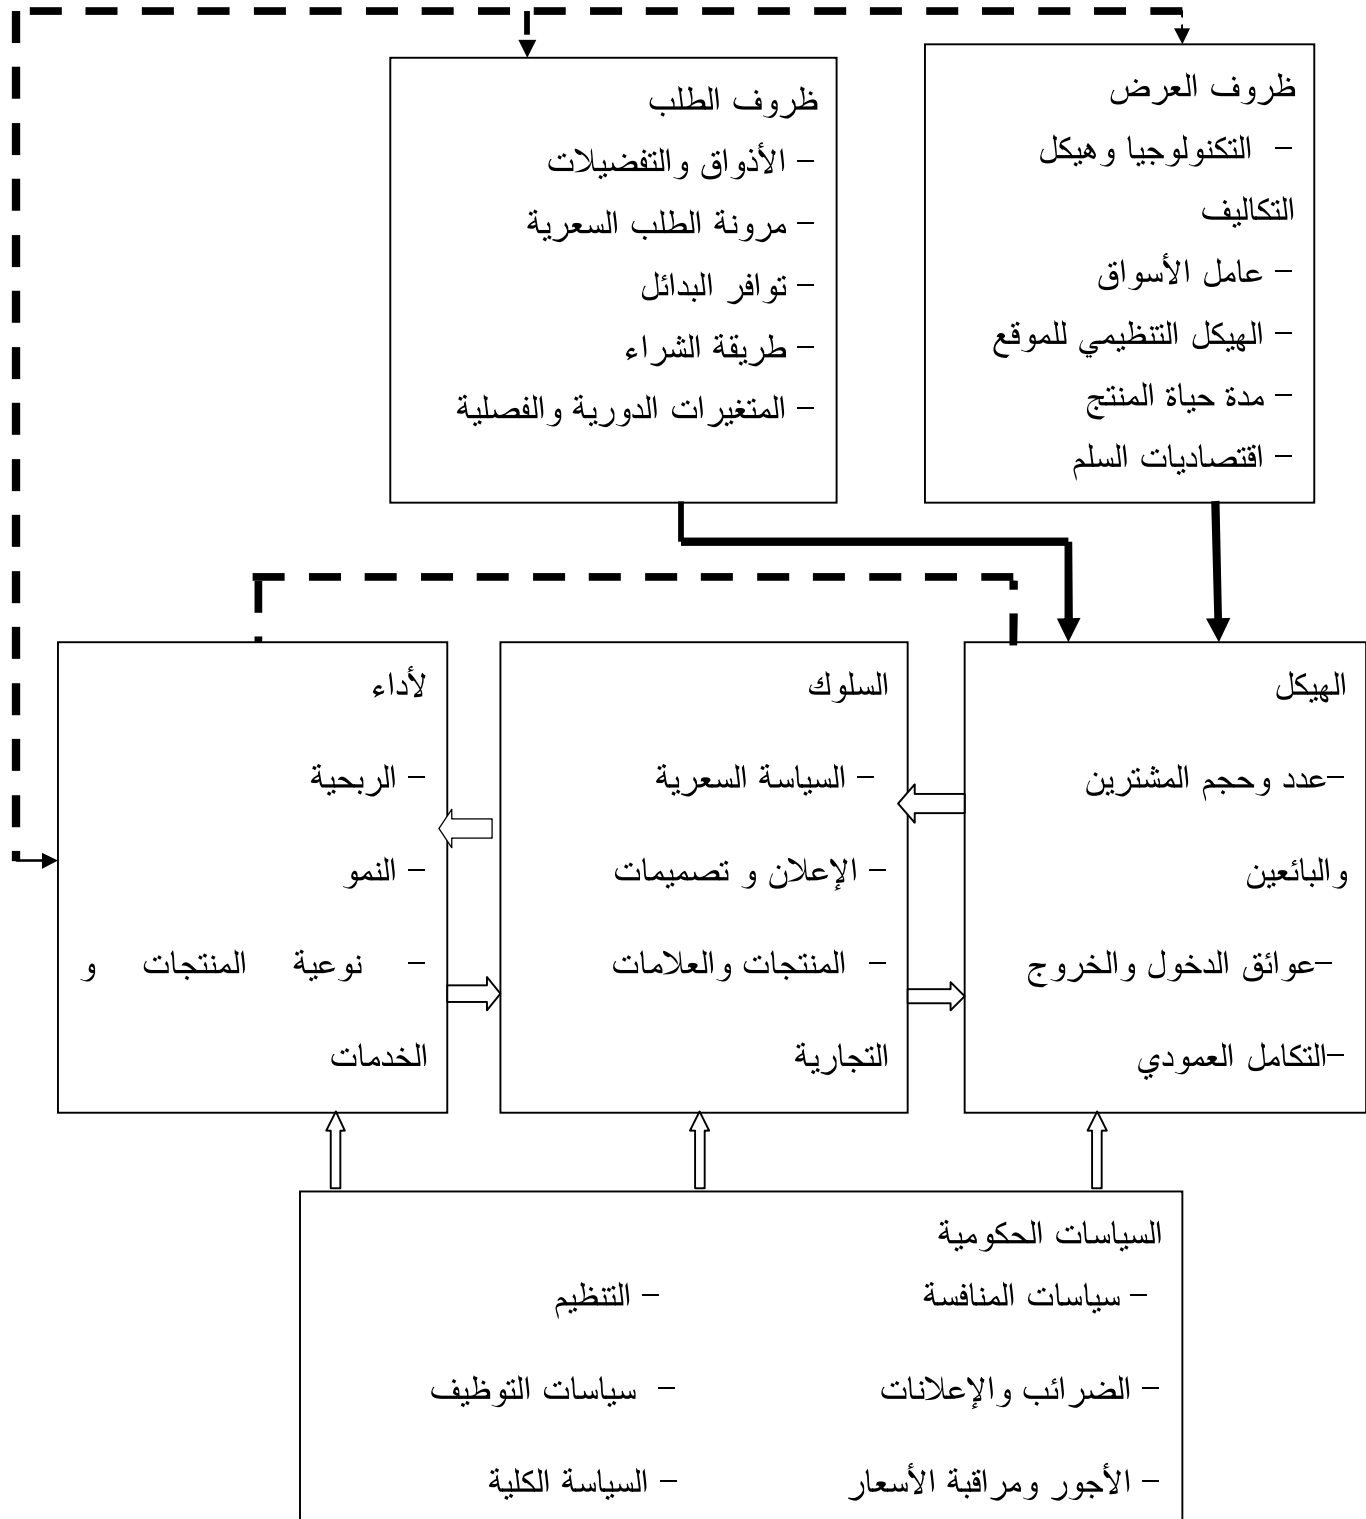 ظروف العرض
– التكنولوجيا وهيكل
التكاليف
– عامل الأسواق
– الهيكل التنظيمي للموقع
– مدة حياة المنتج
– اقتصاديات السلم
ظروف الطلب
– الأذواق والتفضيلات
– مرونة الطلب السعرية
– توافر البدائل
– طريقة الشراء
– المتغيرات الدورية والفصلية
الهيكل
–عدد وحجم المشترين
والبائعين
–عوائق الدخول والخروج
–التكامل العمودي
السلوك
– السياسة السعرية
– الإعلان و تصميمات
– المنتجات والعلامات
التجارية
لأداء
– الربحية
– النمو
– نوعية المنتجات و
الخدمات
السياسات الحكومية
– سياسات المنافسة – التنظيم
– الضرائب والإعلانات – سياسات التوظيف
– الأجور ومراقبة الأسعار – السياسة الكلية